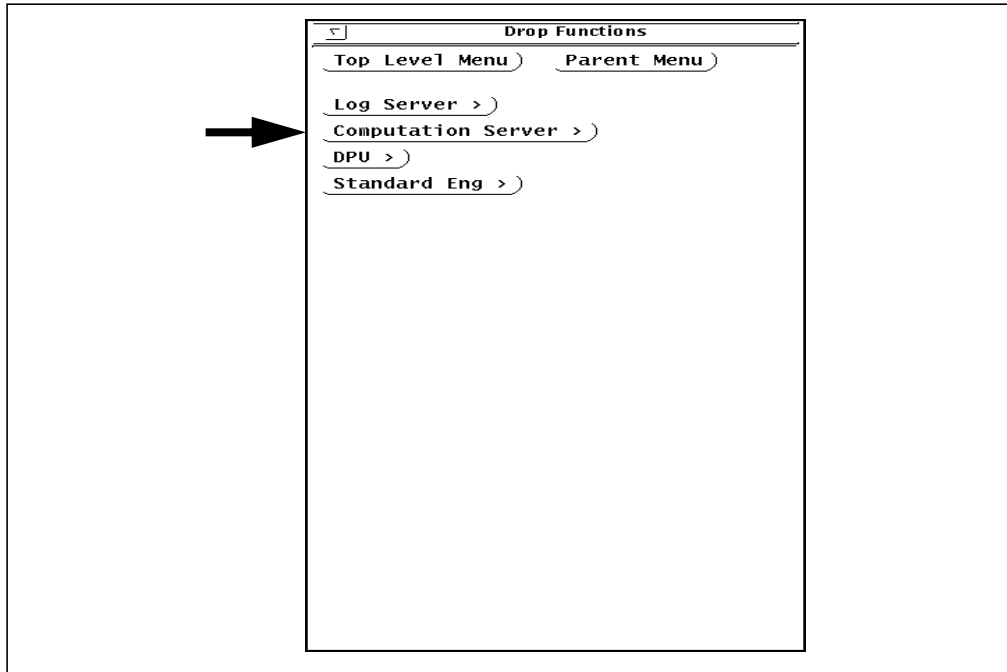 Drop Functions
Top Level Menu Parent Menu
Log Server >
Computation Server >
DPU >
Standard Eng >